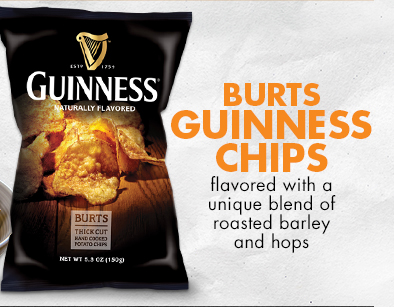 ESTD 1759
GUINNESS
NATURALLY FLAVORED
BURTS
THICK CUT
HAND COOKED
POTATO CHIPS
NET WT 5.3 OZ (150g)
BURTS
GUINNESS
CHIPS
flavored with a
unique blend of
roasted barley
and hops